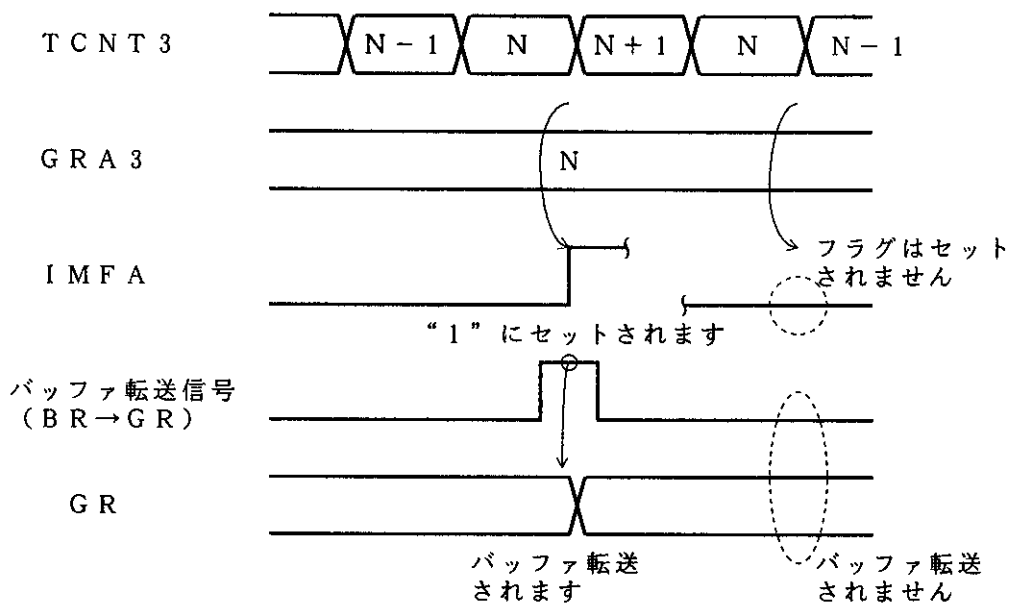 TCNT3
N-1
N
N+1
N
N-1
GRA3
N
IMFA
フラグはセット
されません
“1”にセットされます
バッファ転送信号
(BR→GR)
GR
バッファ転送
されます
バッファ転送
されません